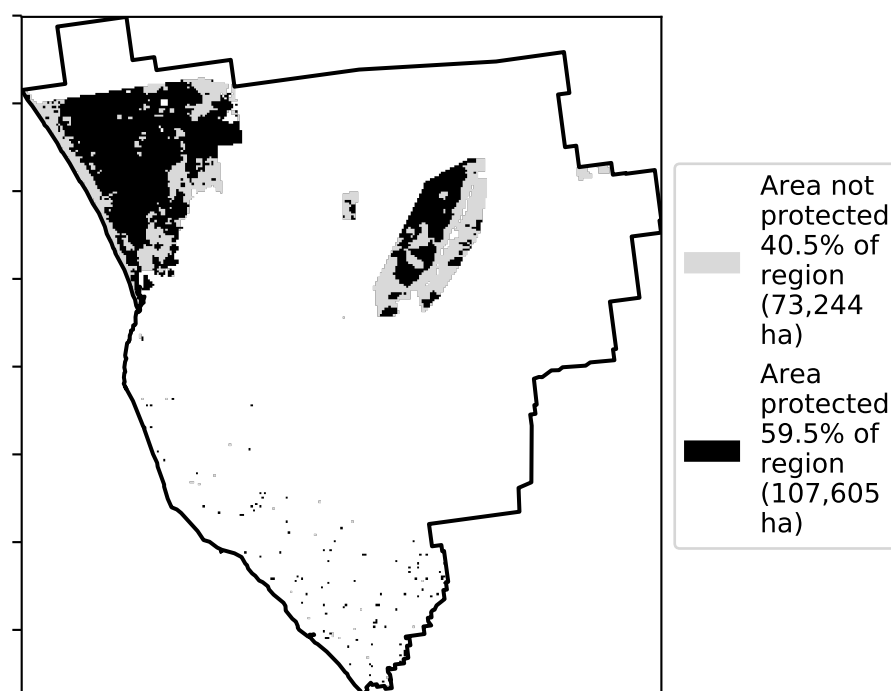 Area not
protected
40.5% of
region
(73,244
ha)
Area
protected
59.5% of
region
(107,605
ha)